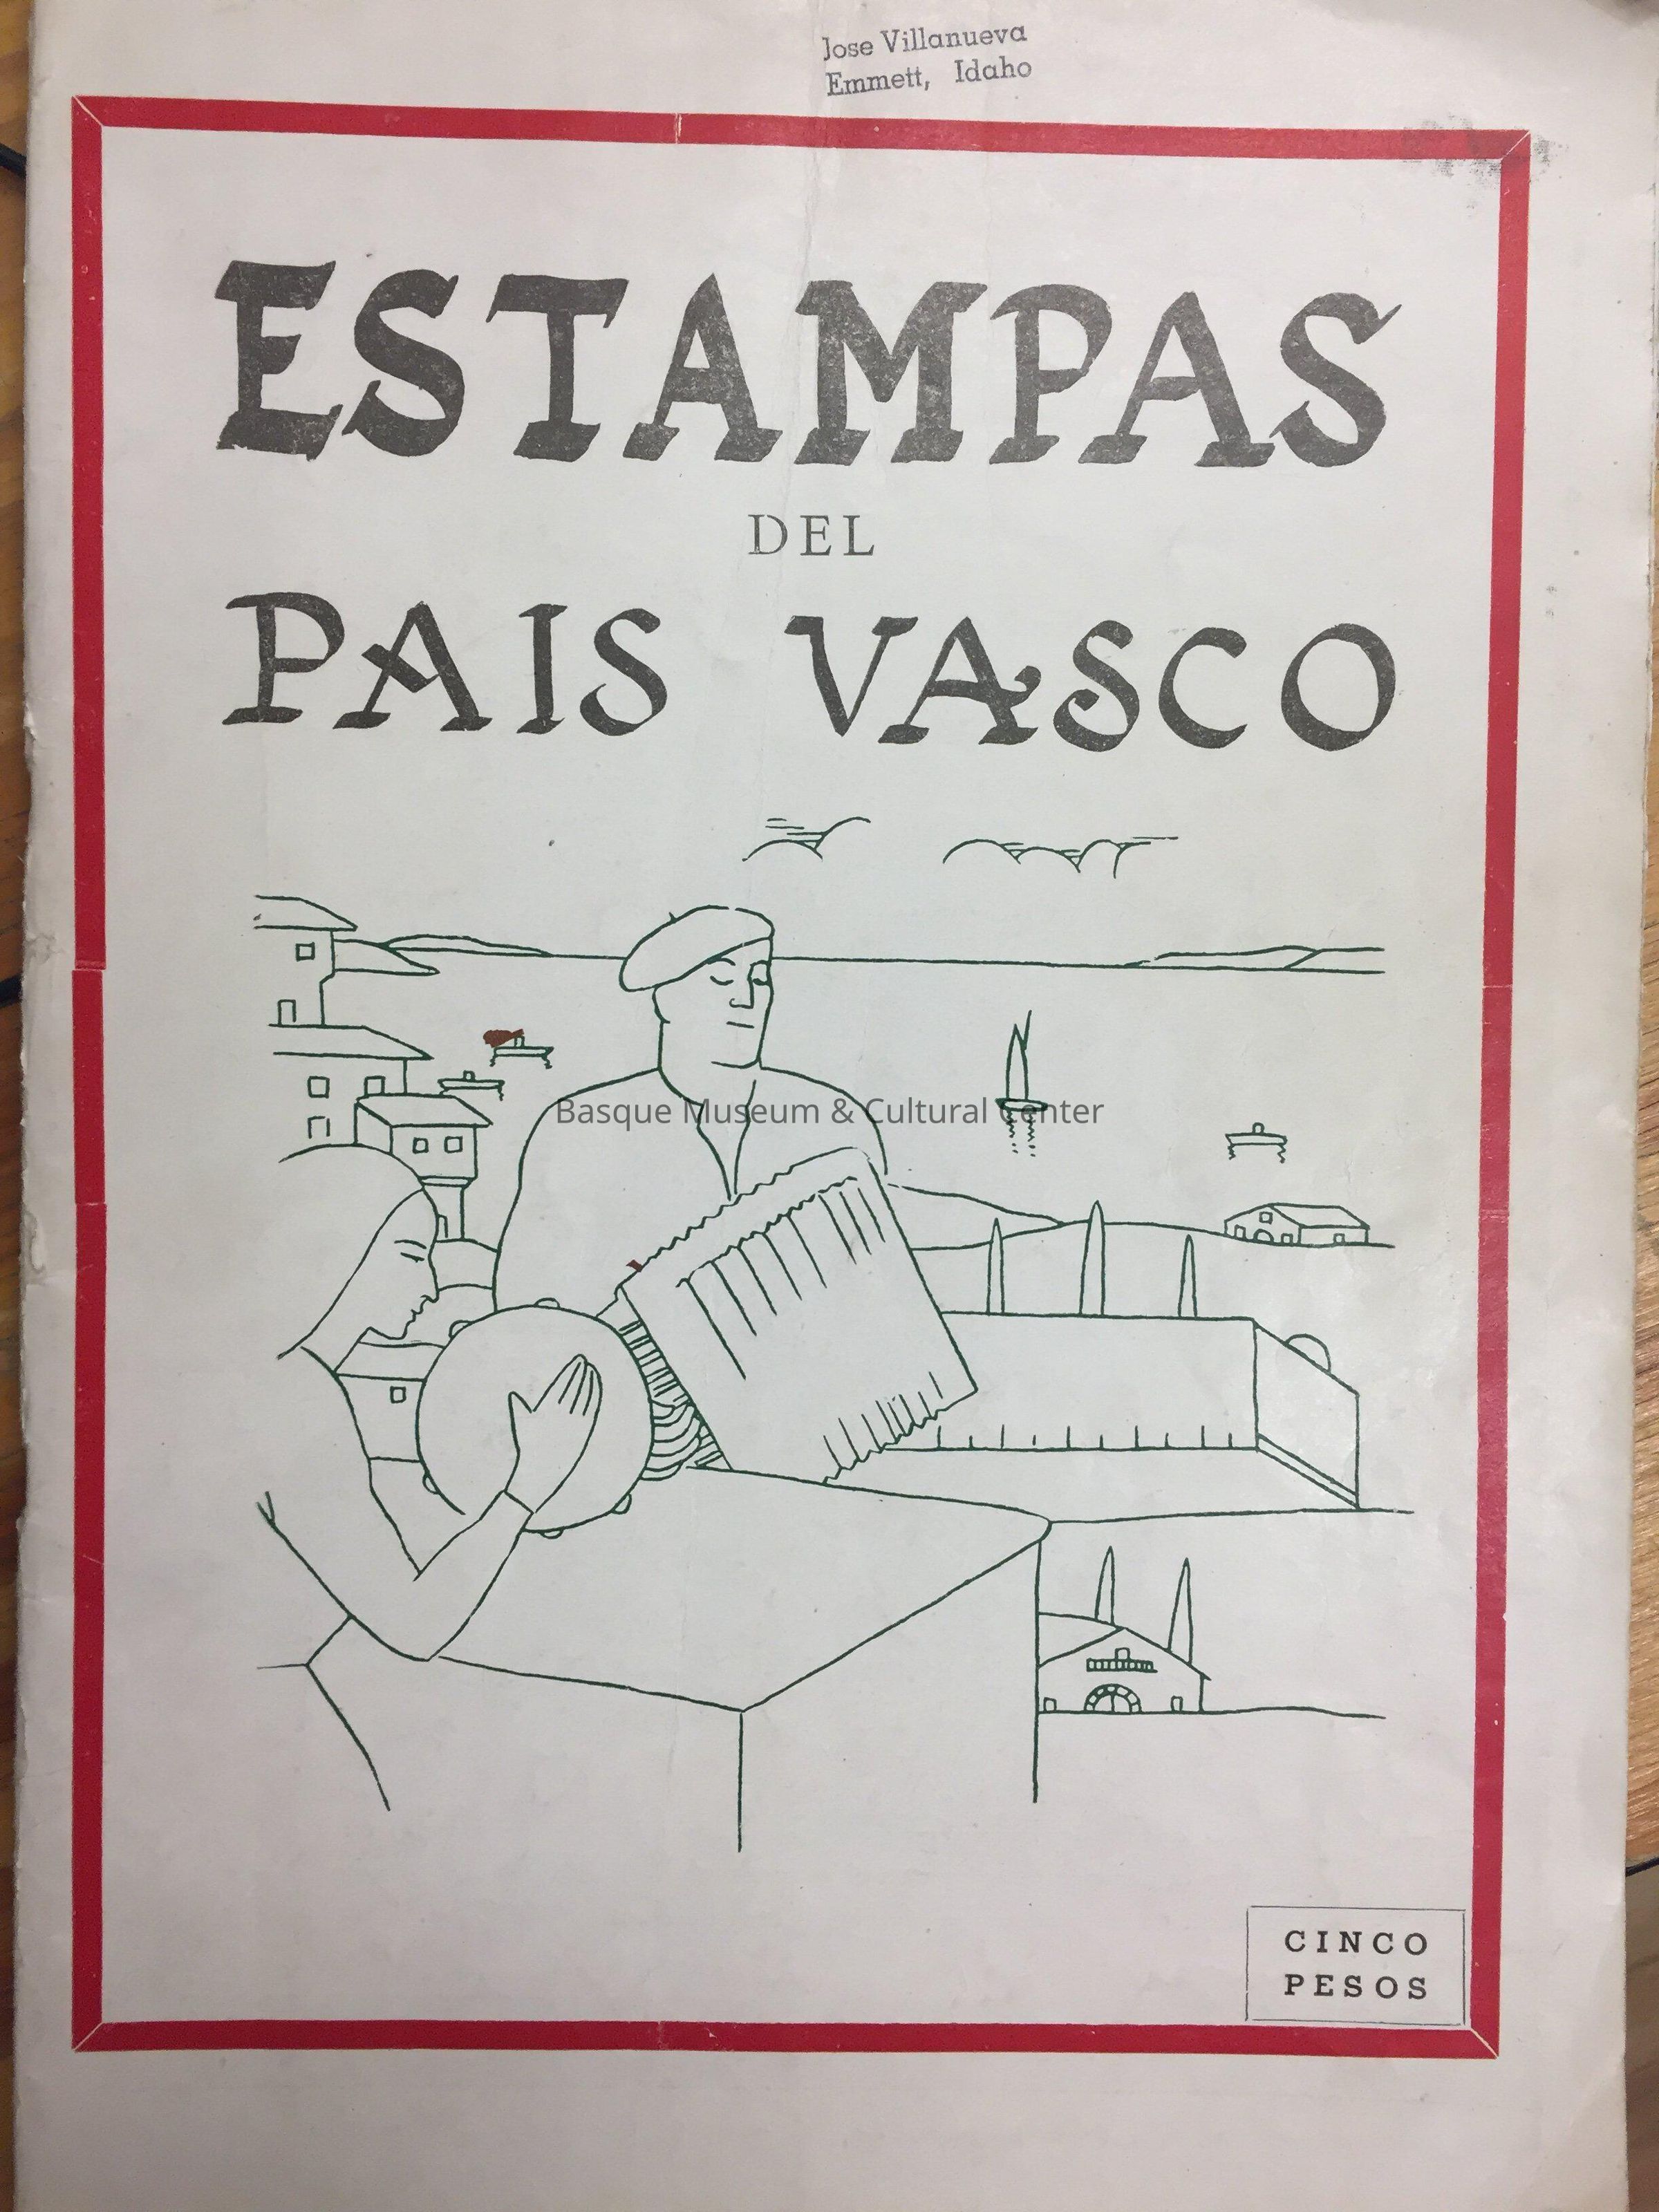 Jose Villanueva
Emmett, Idaho
ESTAMPAS
DEL
PAIS VASCO
Basque Museum & Cultural Center
CINCO
PESOS